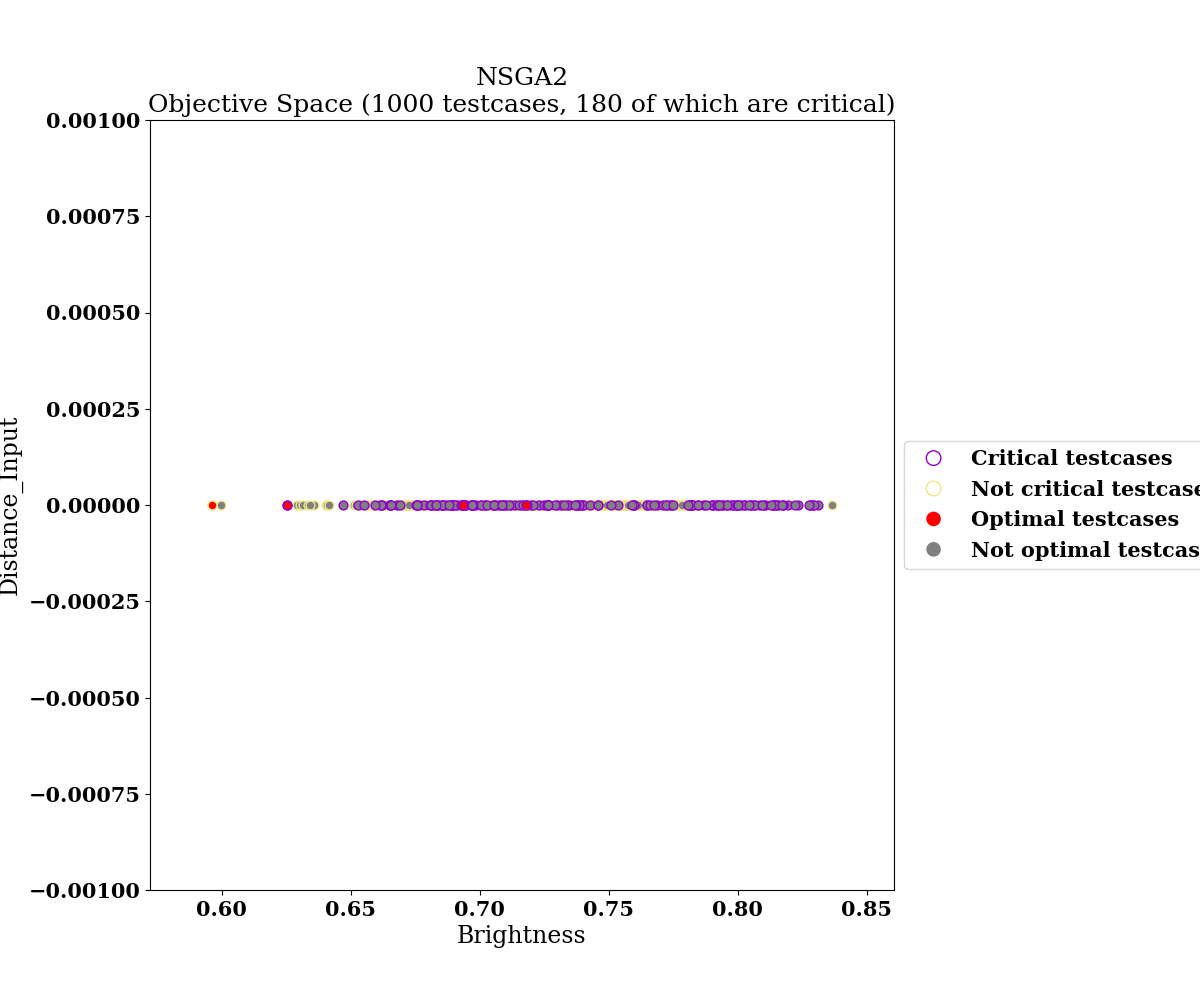 NSGA2
Objective Space (1000 testcases, 180 of which are critical)
0.00100
0.00075
0.00050
0.00025
0.00000
−0.00025
−0.00050
−0.00075
−0.00100
Distance_Input
0.60 0.65 0.70 0.75 0.80 0.85
Brightness
Critical testcases
Not critical testcase
Optimal testcases
Not optimal testcas